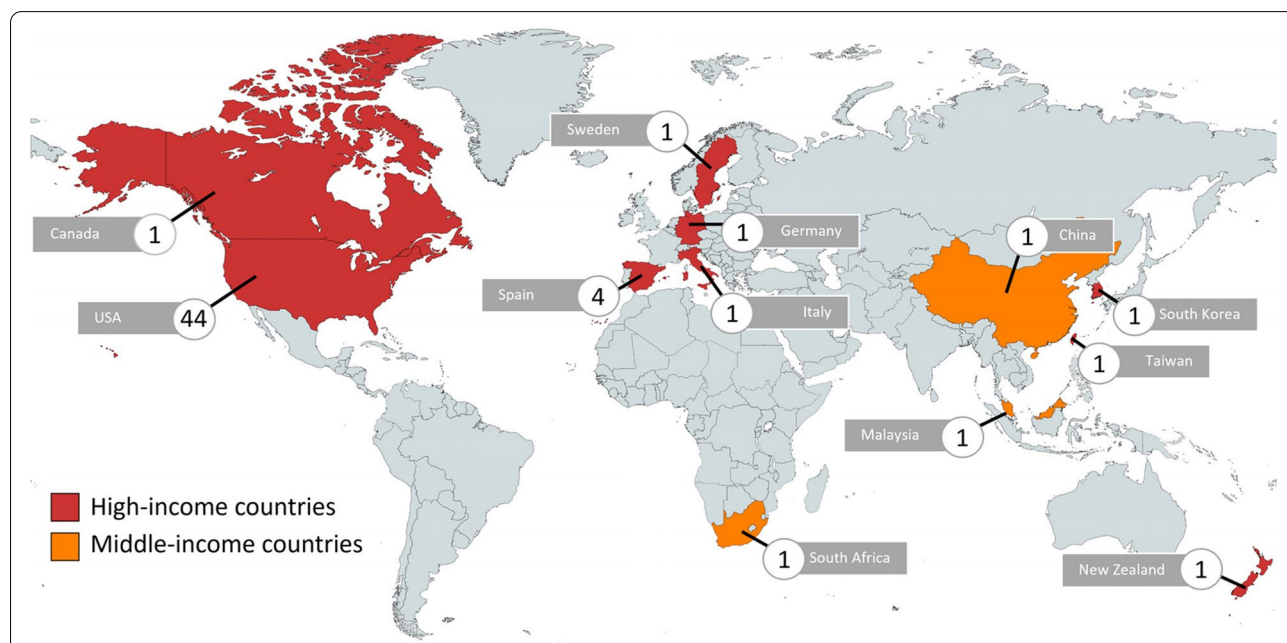 Sweden 1
Canada 1
1 Germany
1 China
Spain 4
USA 44
1 Italy
1 South Korea
1 Taiwan
Malaysia 1
High-income countries
Middle-income countries
1 South Africa
New Zealand 1